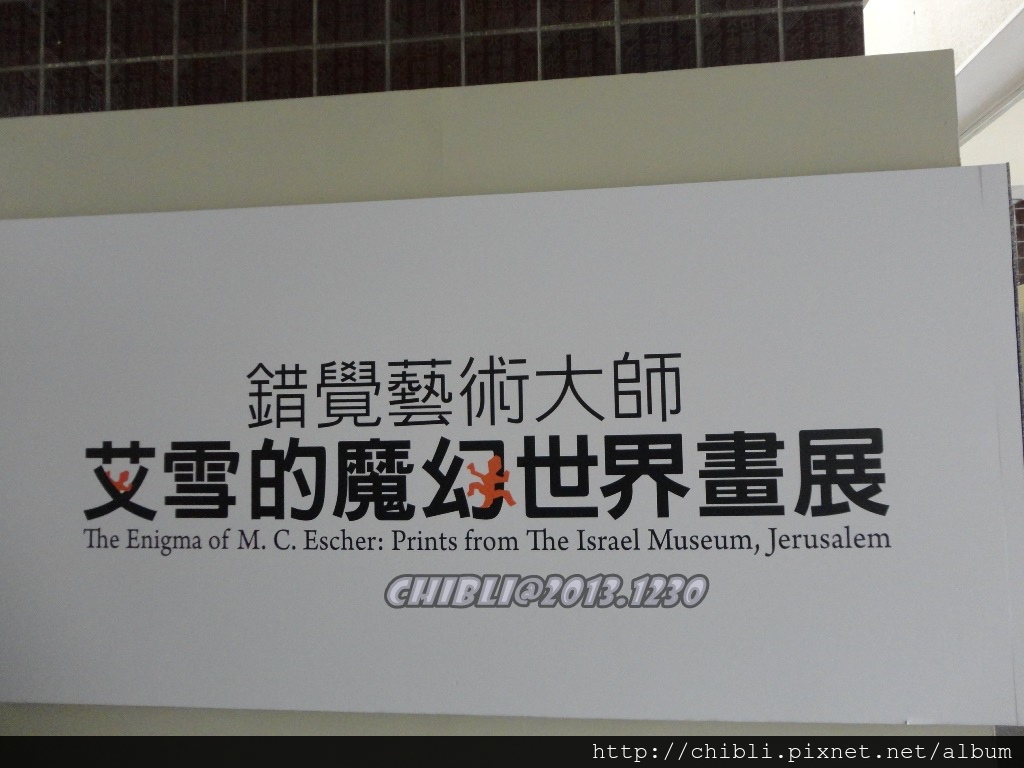 錯覺藝術大師
艾雪的魔幻世界畫展
The Enigma of M. C. Escher: Prints from The Israel Museum, Jerusalem
CHIBLI@2013.1230
http://chibli.pixnet.net/album